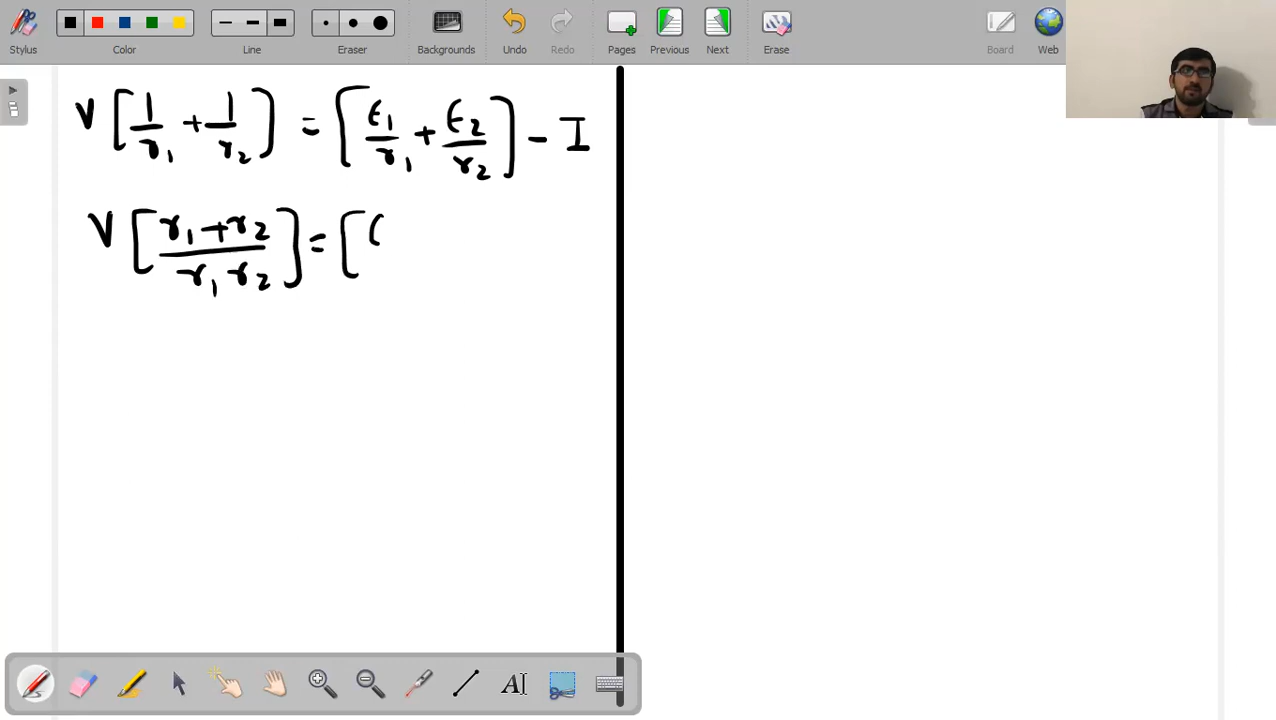 Stylus Color Line Eraser Backgrounds Undo Redo Pages Previous Next Erase Board Web
V[1/r₁ + 1/r₂] = [ε₁/r₁ + ε₂/r₂] - I
V[r₁+r₂/r₁r₂] = [(